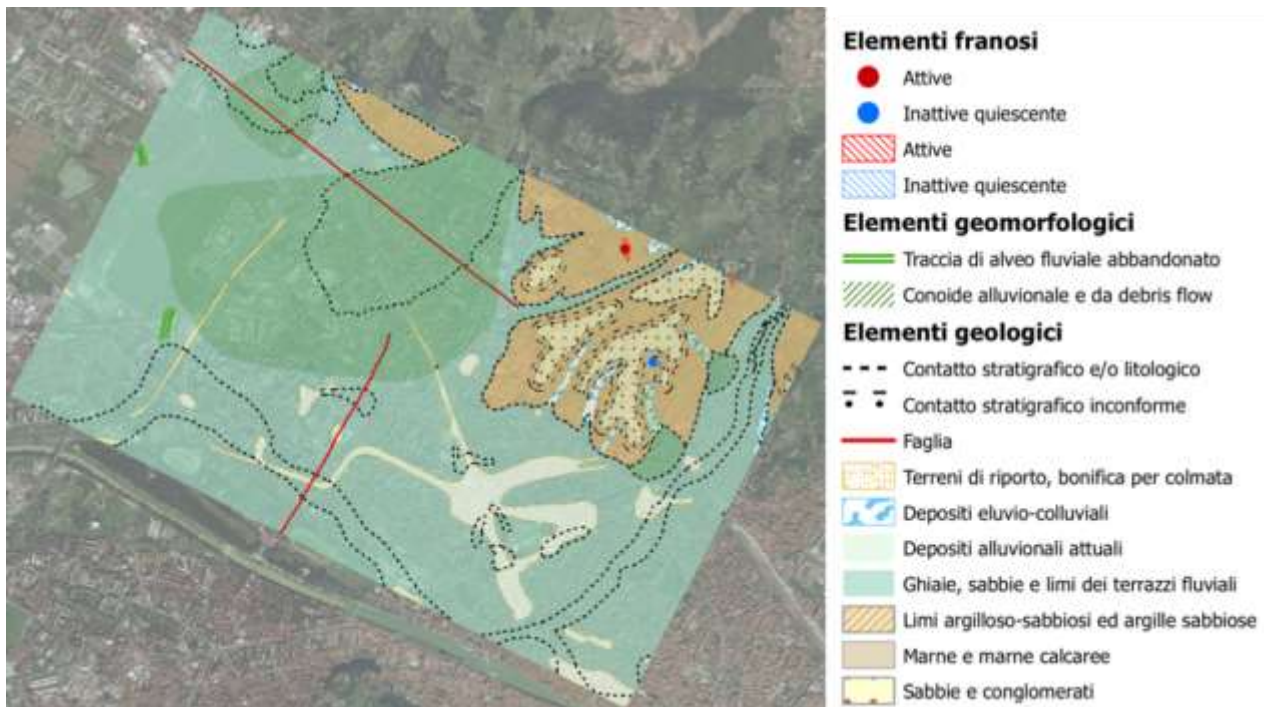 Elementi franosi
Attive
Inattive quiescente
Attive
Inattive quiescente
Elementi geomorfologici
Traccia di alveo fluviale abbandonato
Conoide alluvionale e da debris flow
Elementi geologici
Contatto stratigrafico e/o litologico
Contatto stratigrafico inconforme
Faglia
Terreni di riporto, bonifica per colmata
Depositi eluvio-colluviali
Depositi alluvionali attuali
Ghiaie, sabbie e limi dei terrazzi fluviali
Limi argilloso-sabbiosi ed argille sabbiose
Marne e marne calcaree
Sabbie e conglomerati